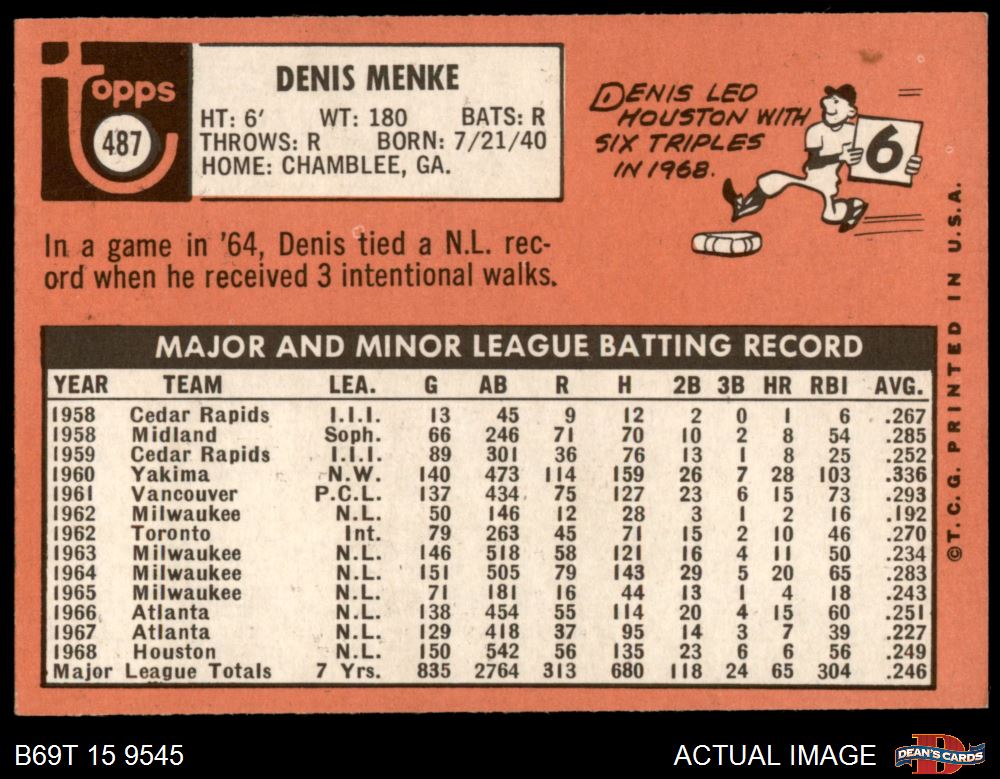 Topps
487
DENIS MENKE
HT: 6' WT: 180 BATS: R
THROWS: R BORN: 7/21/40
HOME: CHAMBLEE, GA.
DENIS LED
HOUSTON WITH
SIX TRIPLES
IN 1968.
6
In a game in '64, Denis tied a N.L. rec-
ord when he received 3 intentional walks.
MAJOR AND MINOR LEAGUE BATTING RECORD
YEAR TEAM LEA. G AB R H 2B 3B HR RBI AVG.
1958 Cedar Rapids I.I.I. 13 45 9 12 2 0 1 6 .267
1958 Midland Soph. 66 246 71 70 10 2 8 54 .285
1959 Cedar Rapids I.I.I. 89 301 36 76 13 1 8 25 .252
1960 Yakima N.W. 140 473 114 159 26 7 28 103 .336
1961 Vancouver P.C.L. 137 434 75 127 23 6 15 73 .293
1962 Milwaukee N.L. 50 146 12 28 3 1 2 16 .192
1962 Toronto Int. 79 263 45 71 15 2 10 46 .270
1963 Milwaukee N.L. 146 518 58 121 16 4 11 50 .234
1964 Milwaukee N.L. 151 505 79 143 29 5 20 65 .283
1965 Milwaukee N.L. 71 181 16 44 13 1 4 18 .243
1966 Atlanta N.L. 138 454 55 114 20 4 15 60 .251
1967 Atlanta N.L. 129 418 37 95 14 3 7 39 .227
1968 Houston N.L. 150 542 56 135 23 6 6 56 .249
Major League Totals 7 Yrs. 835 2764 313 680 118 24 65 304 .246
©T.C.G. PRINTED IN U.S.A.
B69T 15 9545
ACTUAL IMAGE
DEAN'S CARDS